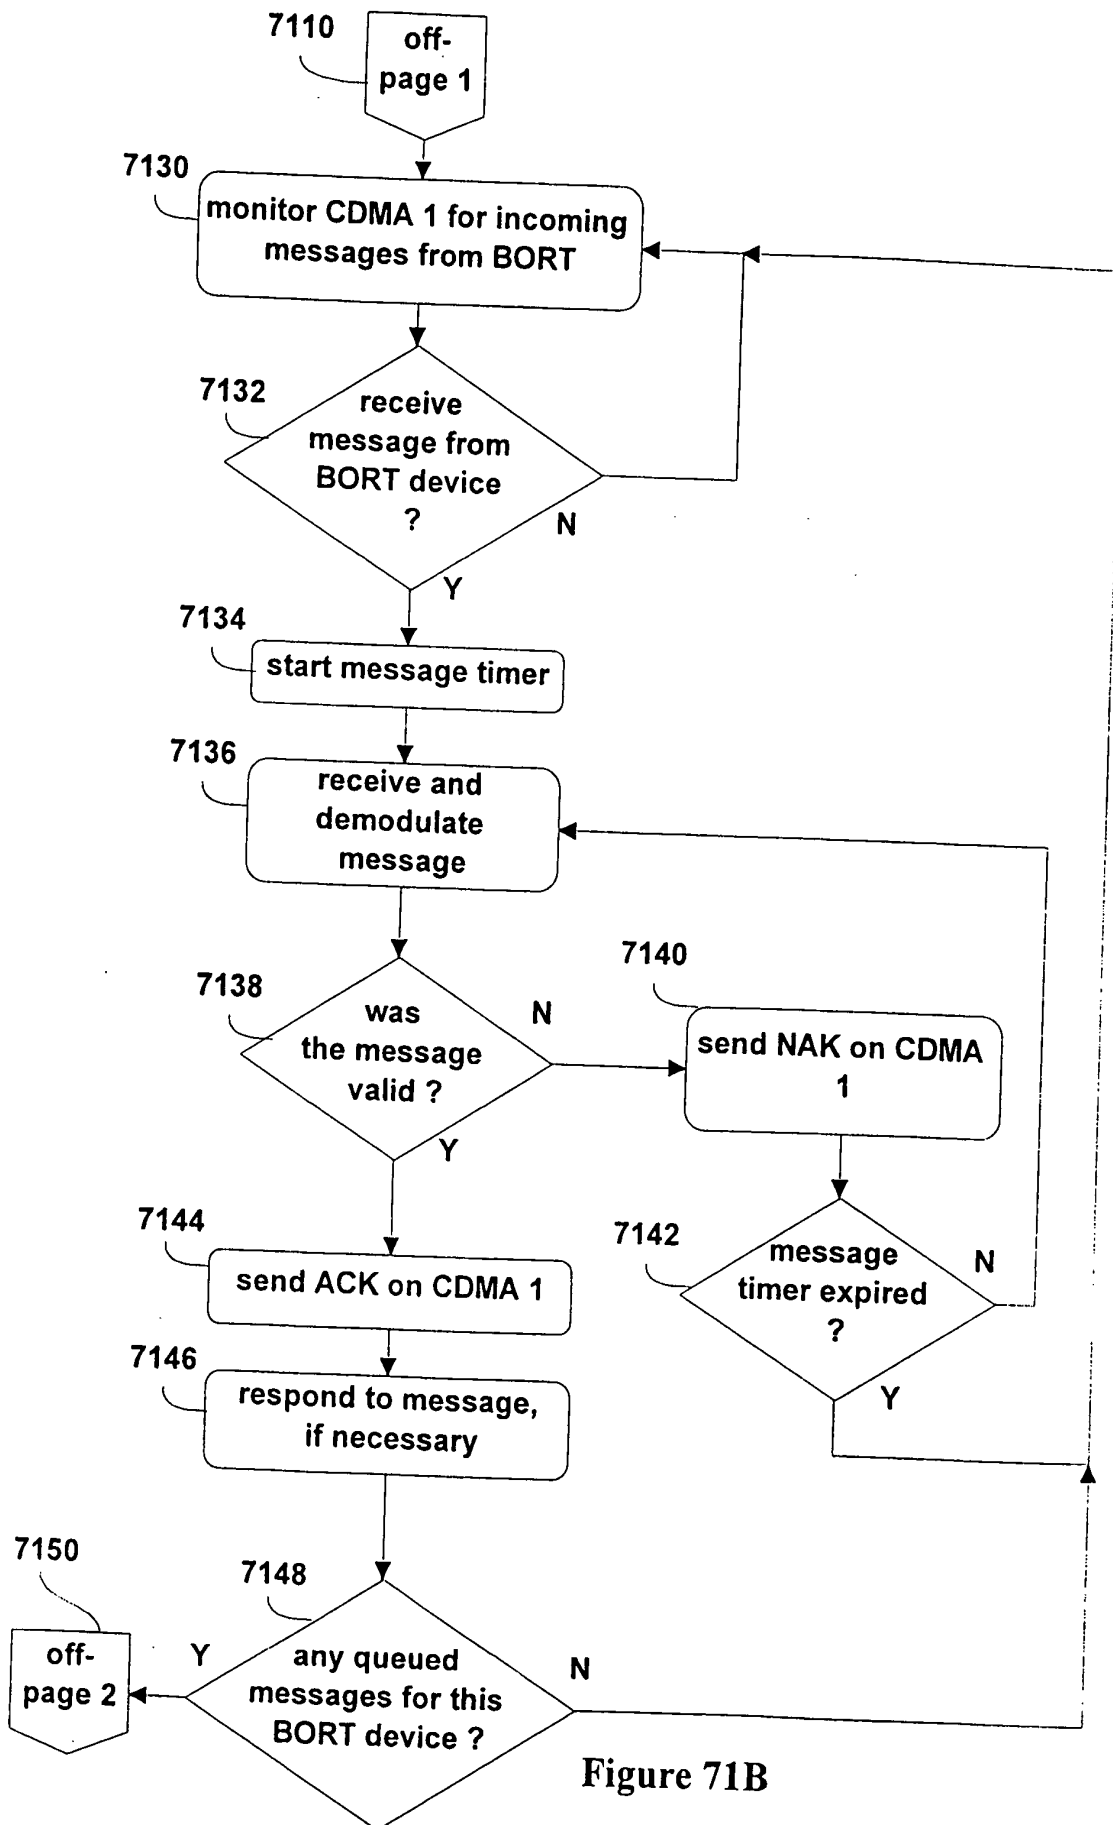 7110
off-
page 1
7130
monitor CDMA 1 for incoming
messages from BORT
7132
receive
message from
BORT device
?
N
Y
7134
start message timer
7136
receive and
demodulate
message
7138
was
the message
valid ?
N
Y
7140
send NAK on CDMA
1
7142
message
timer expired
?
N
Y
7144
send ACK on CDMA 1
7146
respond to message,
if necessary
7150
off-
page 2
7148
Y
any queued
messages for this
BORT device ?
N
Figure 71B